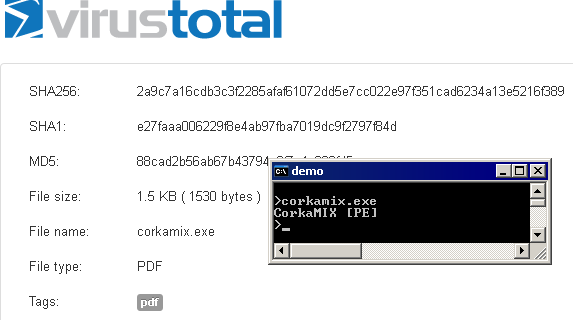 virustotal
SHA256: 2a9c7a16cdb3c3f2285afaf61072dd5e7cc022e97f351cad6234a13e5216f389
SHA1: e27faaa006229f8e4ab97fba7019dc9f2797f84d
MD5: 88cad2b56ab67b43794
File size: 1.5 KB ( 1530 bytes )
demo
>corkamix.exe
CorkaMIX [PE]
>_
File name: corkamix.exe
File type: PDF
Tags: pdf